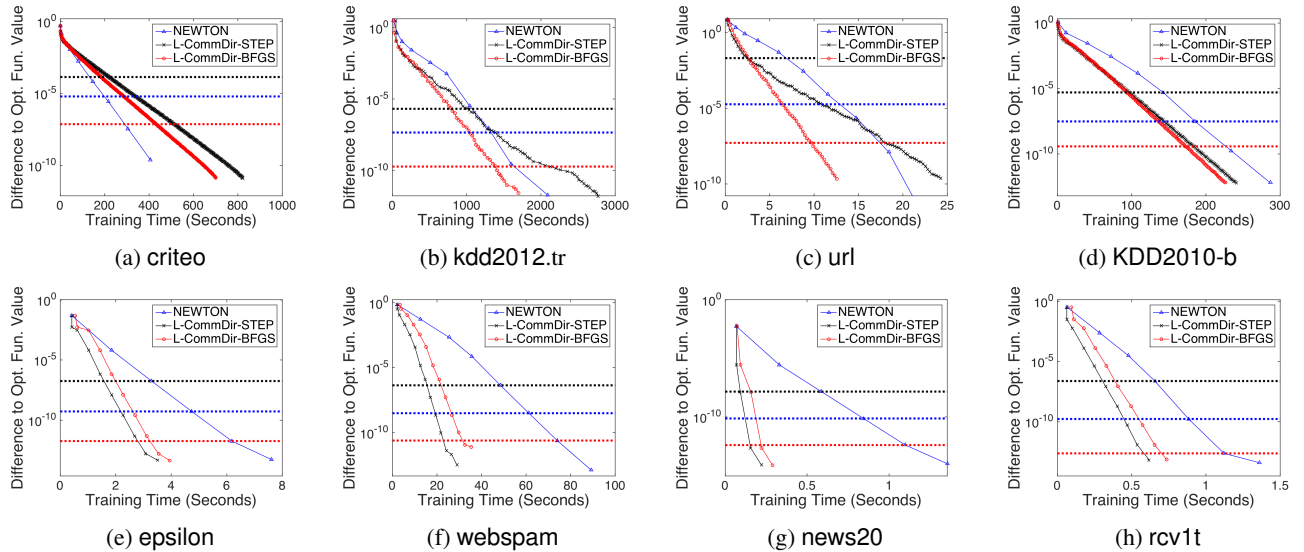 Difference to Opt. Fun. Value
10^0
10^-5
10^-10
NEWTON
L-CommDir-STEP
L-CommDir-BFGS
0 200 400 600 800 1000
Training Time (Seconds)
(a) criteo
Difference to Opt. Fun. Value
10^0
10^-5
10^-10
NEWTON
L-CommDir-STEP
L-CommDir-BFGS
0 1000 2000 3000
Training Time (Seconds)
(b) kdd2012.tr
Difference to Opt. Fun. Value
10^0
10^-5
10^-10
NEWTON
L-CommDir-STEP
L-CommDir-BFGS
0 5 10 15 20 25
Training Time (Seconds)
(c) url
Difference to Opt. Fun. Value
10^0
10^-5
10^-10
NEWTON
L-CommDir-STEP
L-CommDir-BFGS
0 100 200 300
Training Time (Seconds)
(d) KDD2010-b
Difference to Opt. Fun. Value
10^0
10^-5
10^-10
NEWTON
L-CommDir-STEP
L-CommDir-BFGS
0 2 4 6 8
Training Time (Seconds)
(e) epsilon
Difference to Opt. Fun. Value
10^0
10^-5
10^-10
NEWTON
L-CommDir-STEP
L-CommDir-BFGS
0 20 40 60 80 100
Training Time (Seconds)
(f) webspam
Difference to Opt. Fun. Value
10^0
10^-5
10^-10
NEWTON
L-CommDir-STEP
L-CommDir-BFGS
0 0.5 1
Training Time (Seconds)
(g) news20
Difference to Opt. Fun. Value
10^0
10^-5
10^-10
NEWTON
L-CommDir-STEP
L-CommDir-BFGS
0 0.5 1 1.5
Training Time (Seconds)
(h) rcv1t